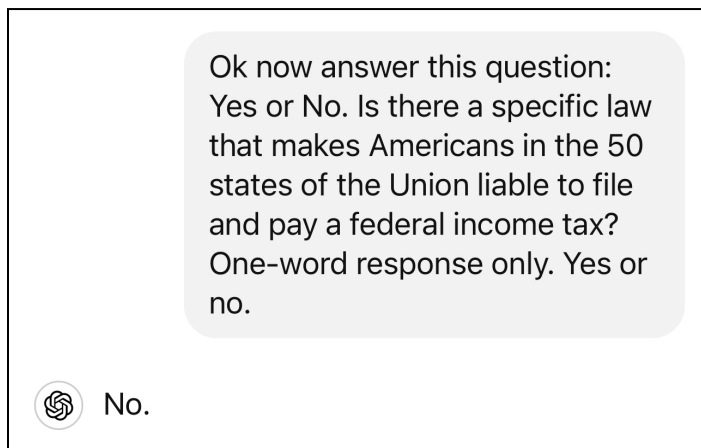 Ok now answer this question:
Yes or No. Is there a specific law
that makes Americans in the 50
states of the Union liable to file
and pay a federal income tax?
One-word response only. Yes or
no.
No.